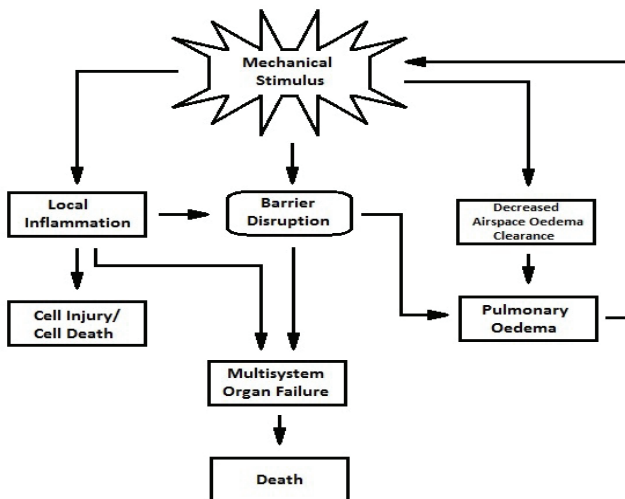 Mechanical
Stimulus
Local
Inflammation
Barrier
Disruption
Decreased
Airspace Oedema
Clearance
Cell Injury/
Cell Death
Pulmonary
Oedema
Multisystem
Organ Failure
Death